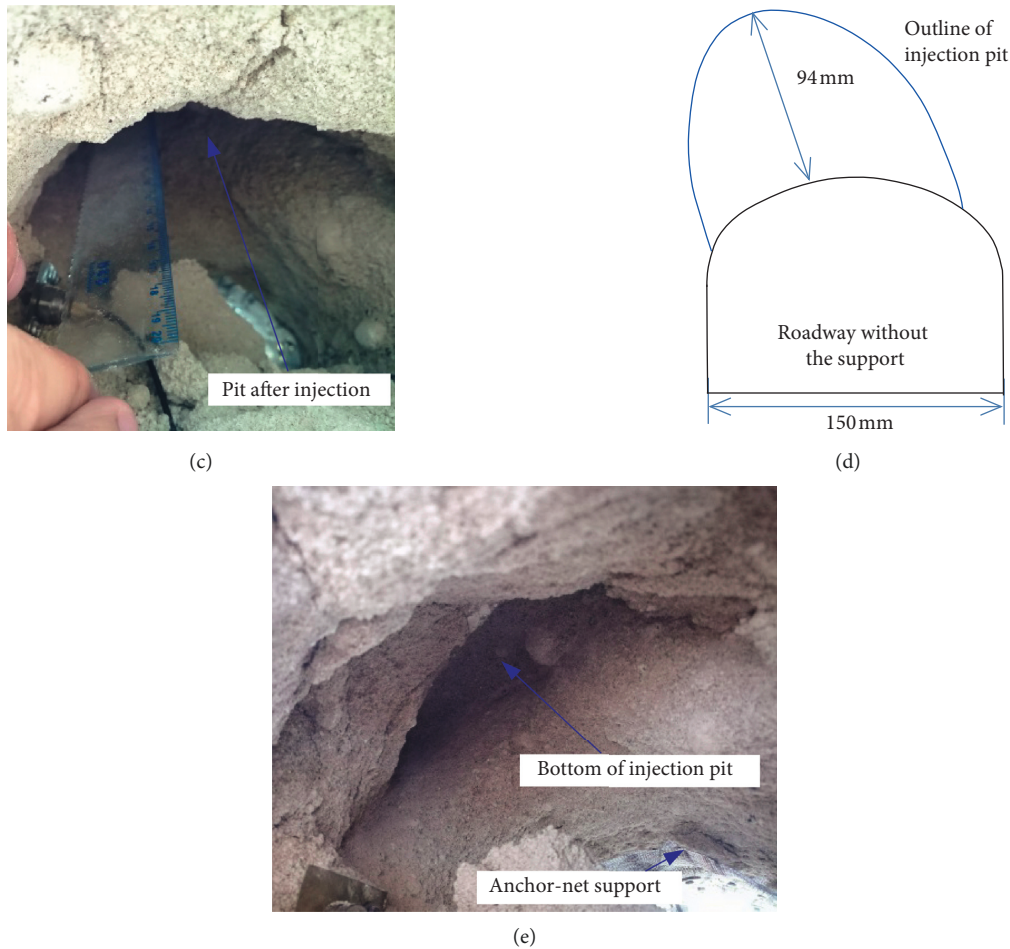 Pit after injection
(c)
Outline of
injection pit
94 mm
Roadway without
the support
150 mm
(d)
Bottom of injection pit
Anchor-net support
(e)